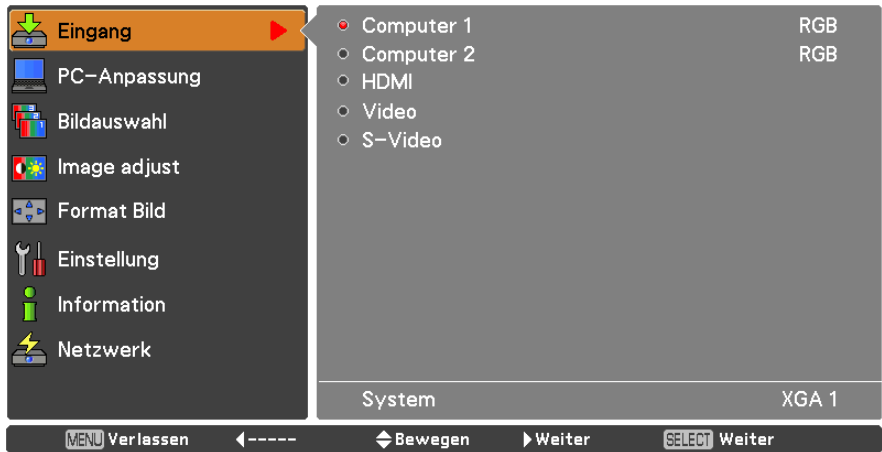 Eingang
PC-Anpassung
Bildauswahl
Image adjust
Format Bild
Einstellung
Information
Netzwerk
Computer 1 RGB
Computer 2 RGB
HDMI
Video
S-Video
System XGA 1
MENU Verlassen ----- Bewegen Weiter SELECT Weiter